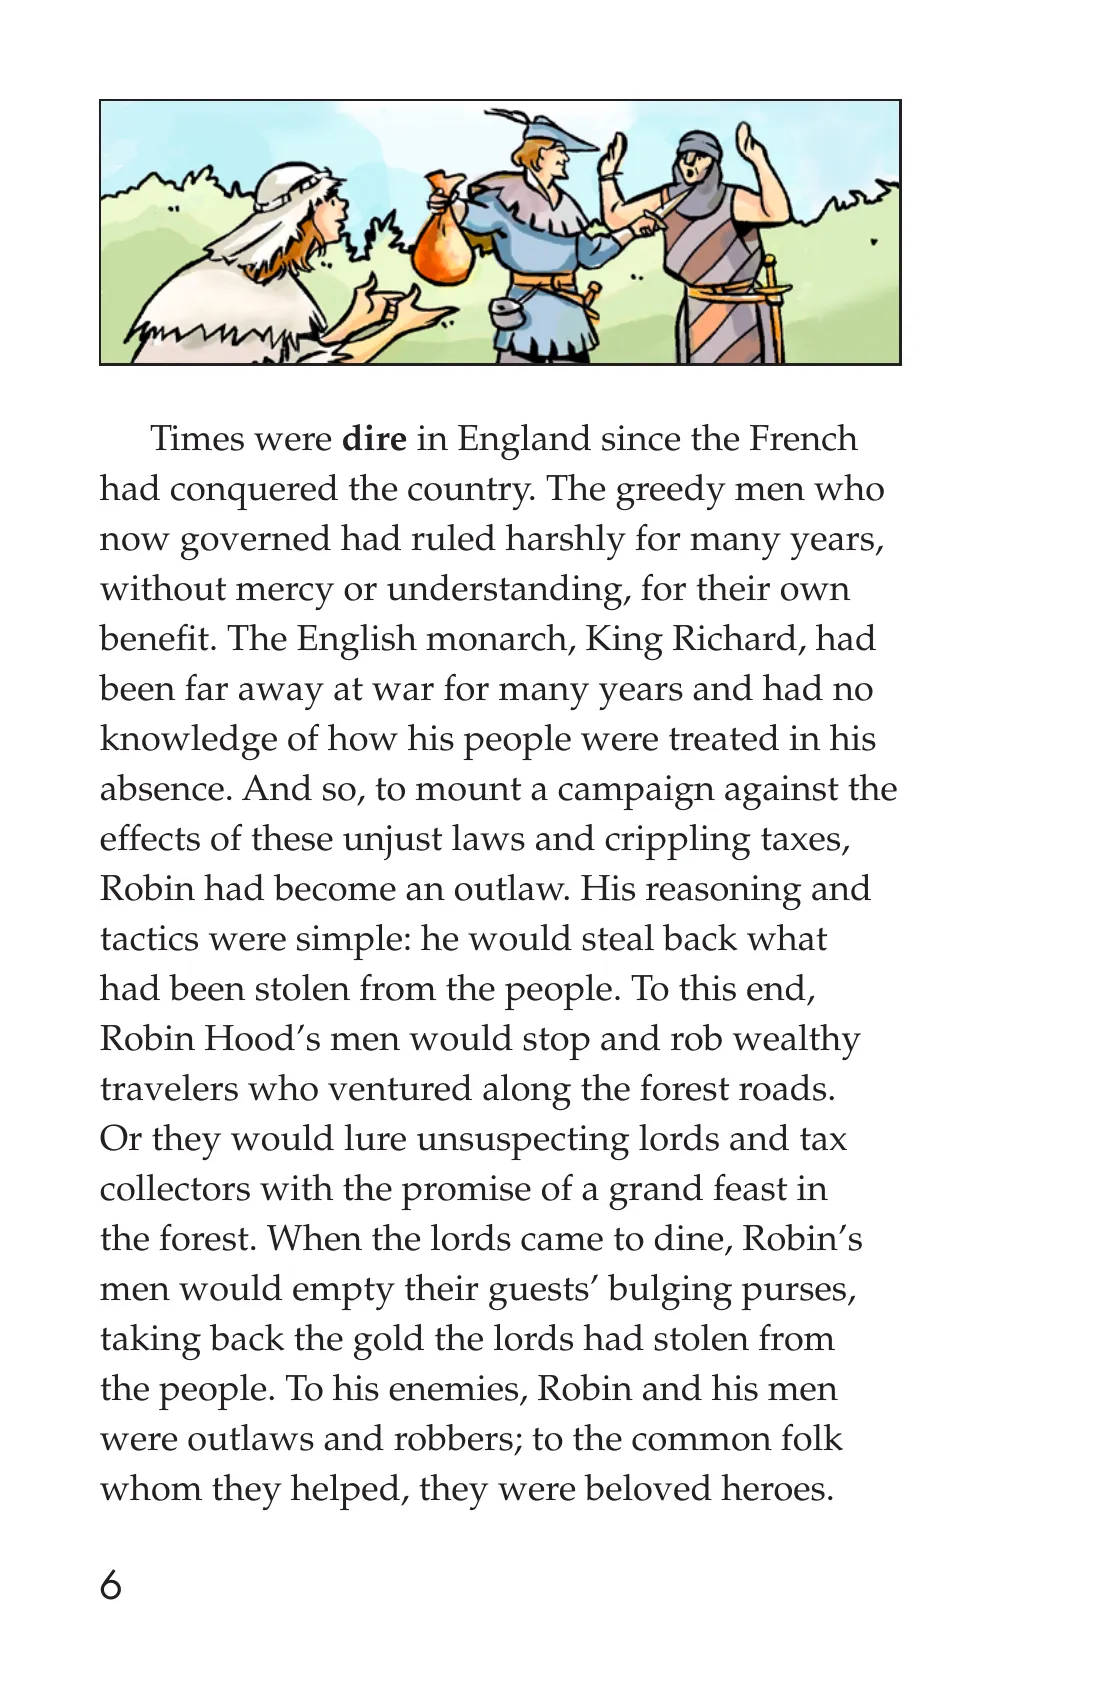 Times were dire in England since the French
had conquered the country. The greedy men who
now governed had ruled harshly for many years,
without mercy or understanding, for their own
benefit. The English monarch, King Richard, had
been far away at war for many years and had no
knowledge of how his people were treated in his
absence. And so, to mount a campaign against the
effects of these unjust laws and crippling taxes,
Robin had become an outlaw. His reasoning and
tactics were simple: he would steal back what
had been stolen from the people. To this end,
Robin Hood’s men would stop and rob wealthy
travelers who ventured along the forest roads.
Or they would lure unsuspecting lords and tax
collectors with the promise of a grand feast in
the forest. When the lords came to dine, Robin’s
men would empty their guests’ bulging purses,
taking back the gold the lords had stolen from
the people. To his enemies, Robin and his men
were outlaws and robbers; to the common folk
whom they helped, they were beloved heroes.
6